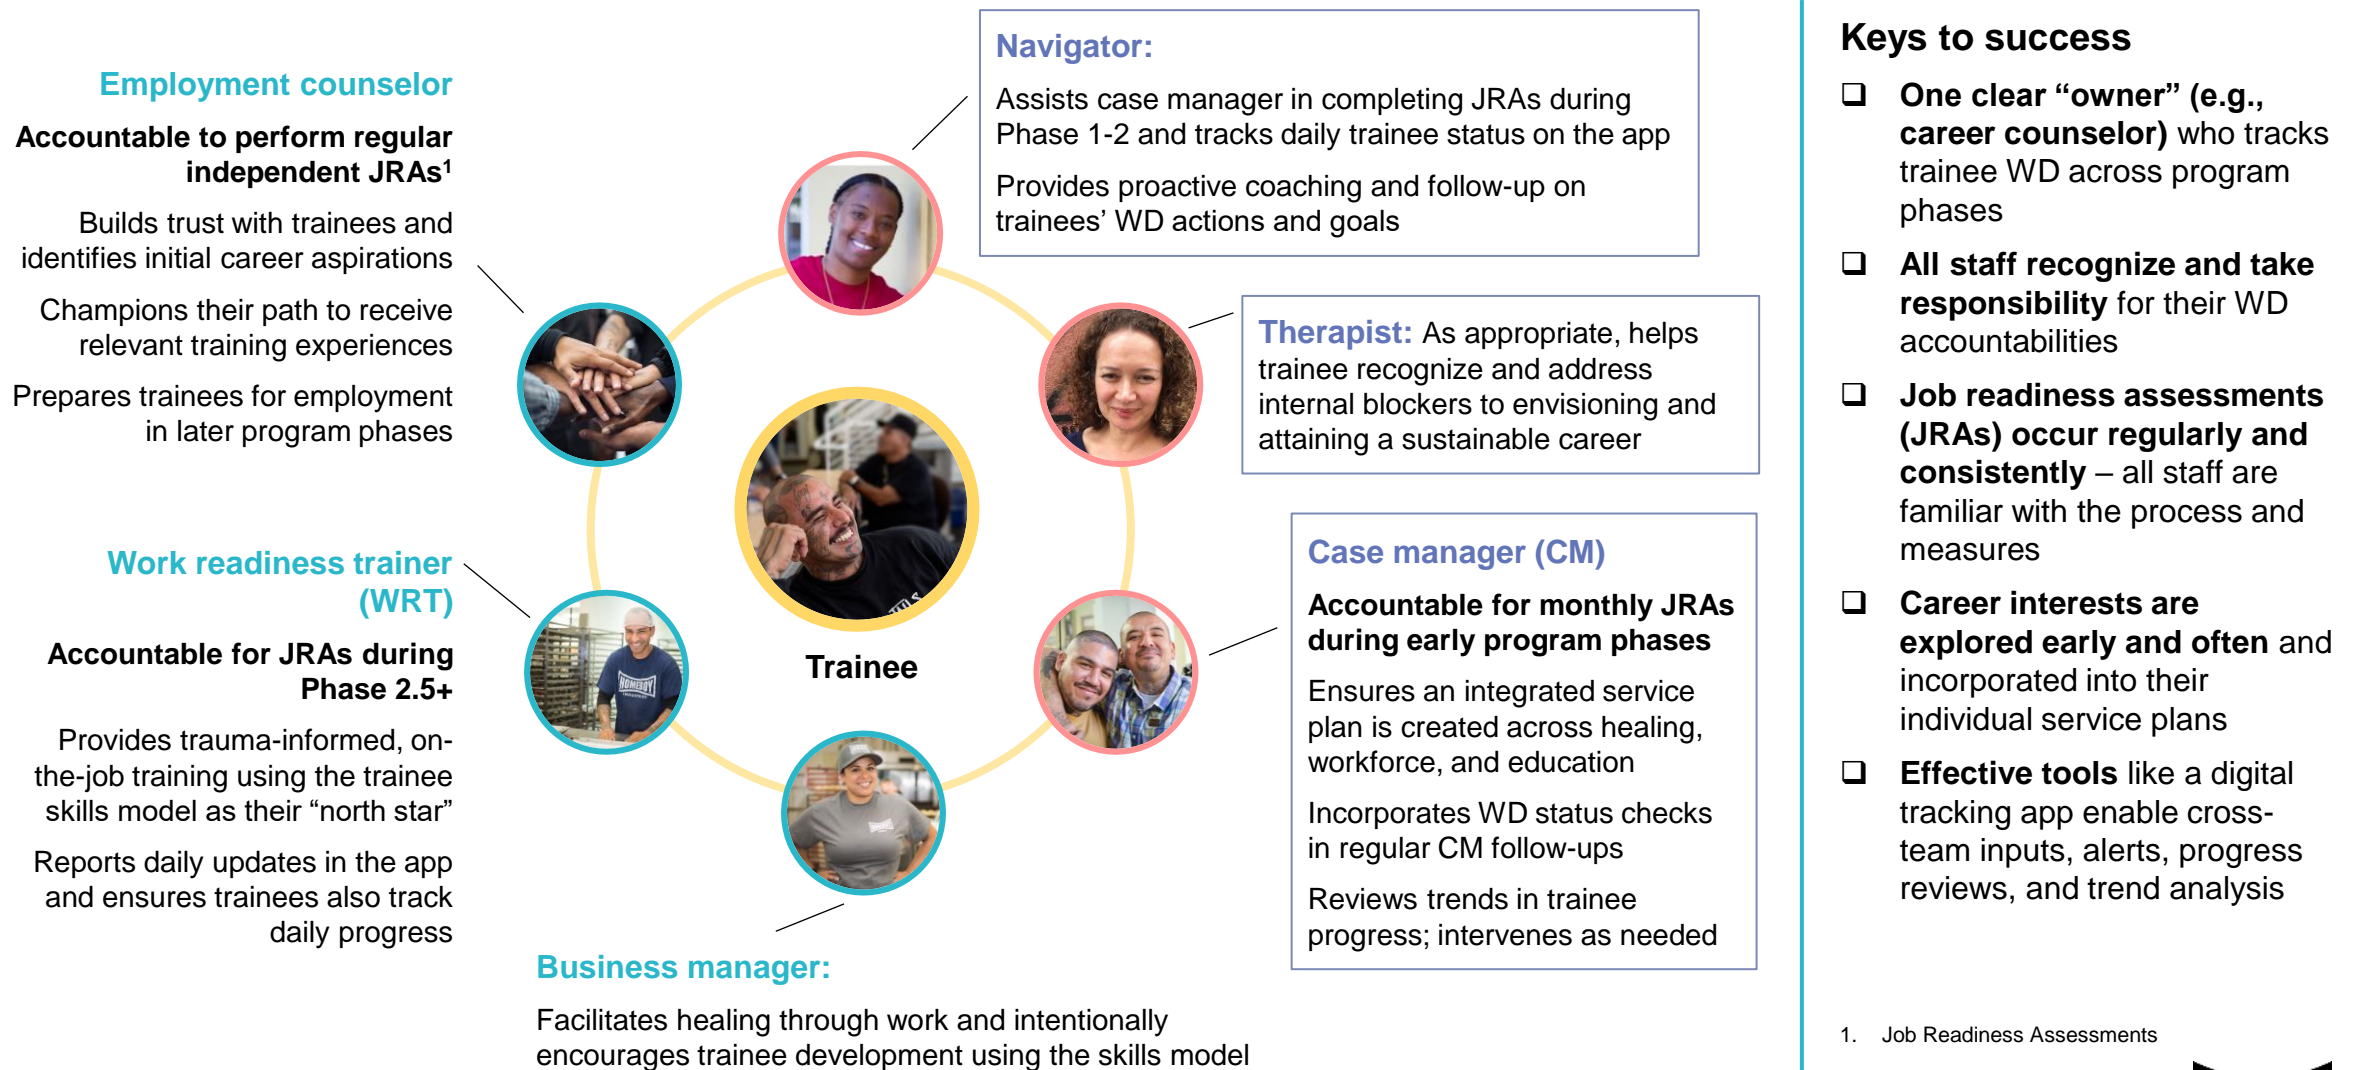 Employment counselor
Accountable to perform regular
independent JRAs¹
Builds trust with trainees and
identifies initial career aspirations
Champions their path to receive
relevant training experiences
Prepares trainees for employment
in later program phases
Work readiness trainer
(WRT)
Accountable for JRAs during
Phase 2.5+
Provides trauma-informed, on-
the-job training using the trainee
skills model as their “north star”
Reports daily updates in the app
and ensures trainees also track
daily progress
Navigator:
Assists case manager in completing JRAs during
Phase 1-2 and tracks daily trainee status on the app
Provides proactive coaching and follow-up on
trainees’ WD actions and goals
Therapist: As appropriate, helps
trainee recognize and address
internal blockers to envisioning and
attaining a sustainable career
Trainee
HOMEBOY
Case manager (CM)
Accountable for monthly JRAs
during early program phases
Ensures an integrated service
plan is created across healing,
workforce, and education
Incorporates WD status checks
in regular CM follow-ups
Reviews trends in trainee
progress; intervenes as needed
Business manager:
Facilitates healing through work and intentionally
encourages trainee development using the skills model
Keys to success
❑ One clear “owner” (e.g.,
career counselor) who tracks
trainee WD across program
phases
❑ All staff recognize and take
responsibility for their WD
accountabilities
❑ Job readiness assessments
(JRAs) occur regularly and
consistently – all staff are
familiar with the process and
measures
❑ Career interests are
explored early and often and
incorporated into their
individual service plans
❑ Effective tools like a digital
tracking app enable cross-
team inputs, alerts, progress
reviews, and trend analysis
1. Job Readiness Assessments